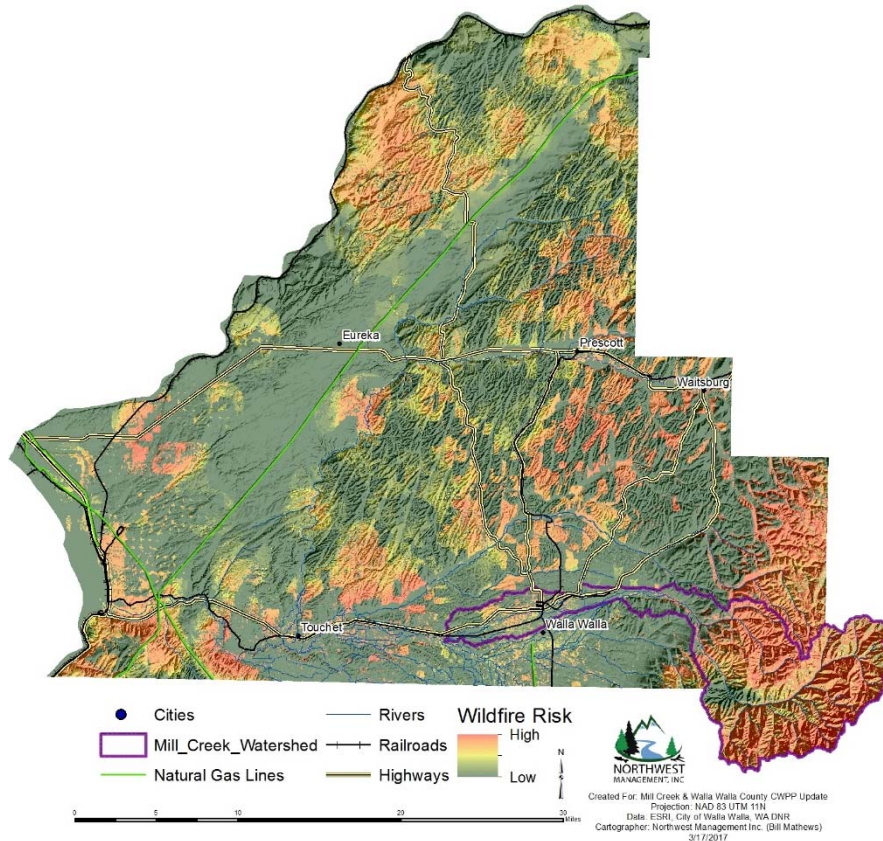 Eureka
Prescott
Waitsburg
Touchet
Walla Walla
Cities
Mill_Creek_Watershed
Natural Gas Lines
Rivers
Railroads
Highways
Wildfire Risk
High
Low
N
NORTHWEST
MANAGEMENT, INC
0 5 10 20 30
Miles
Created For: Mill Creek & Walla Walla County CWPP Update
Projection: NAD 83 UTM 11N
Data: ESRI, City of Walla Walla, WA DNR
Cartographer: Northwest Management Inc. (Bill Mathews)
3/17/2017